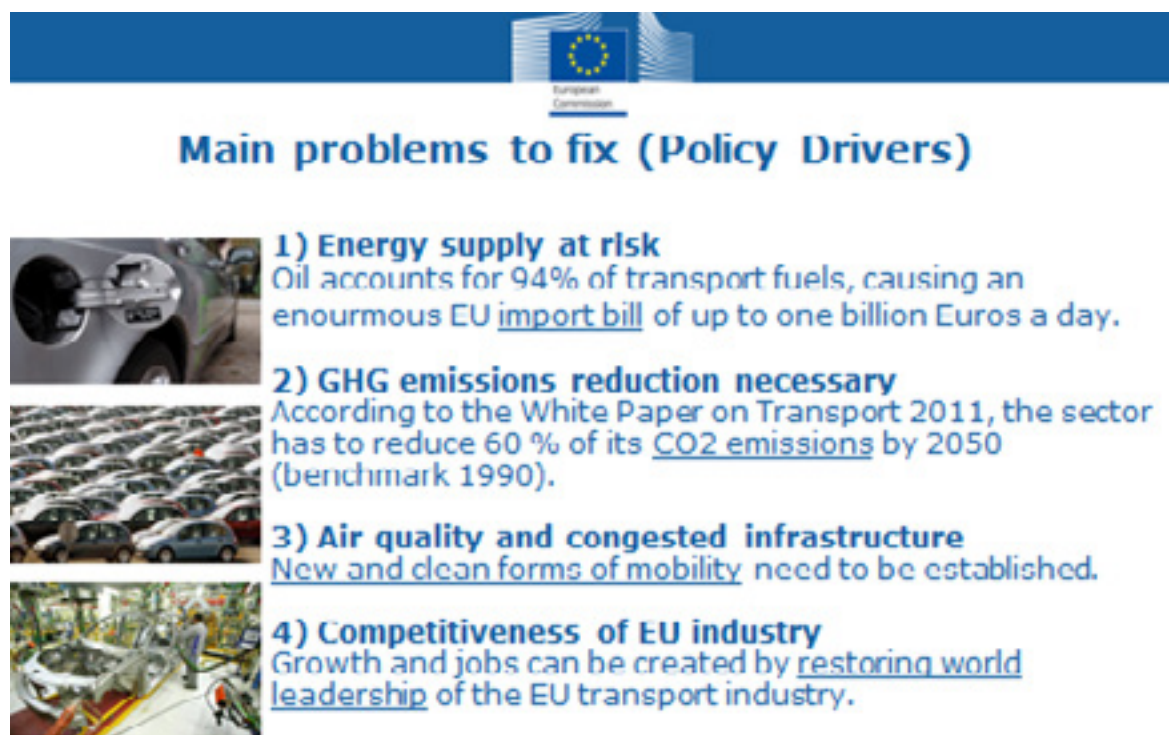 European
Commission
Main problems to fix (Policy Drivers)
1) Energy supply at risk
Oil accounts for 94% of transport fuels, causing an
enourmous EU import bill of up to one billion Euros a day.
2) GHG emissions reduction necessary
According to the White Paper on Transport 2011, the sector
has to reduce 60 % of its CO2 emissions by 2050
(benchmark 1990).
3) Air quality and congested infrastructure
New and clean forms of mobility need to be established.
4) Competitiveness of EU industry
Growth and jobs can be created by restoring world
leadership of the EU transport industry.